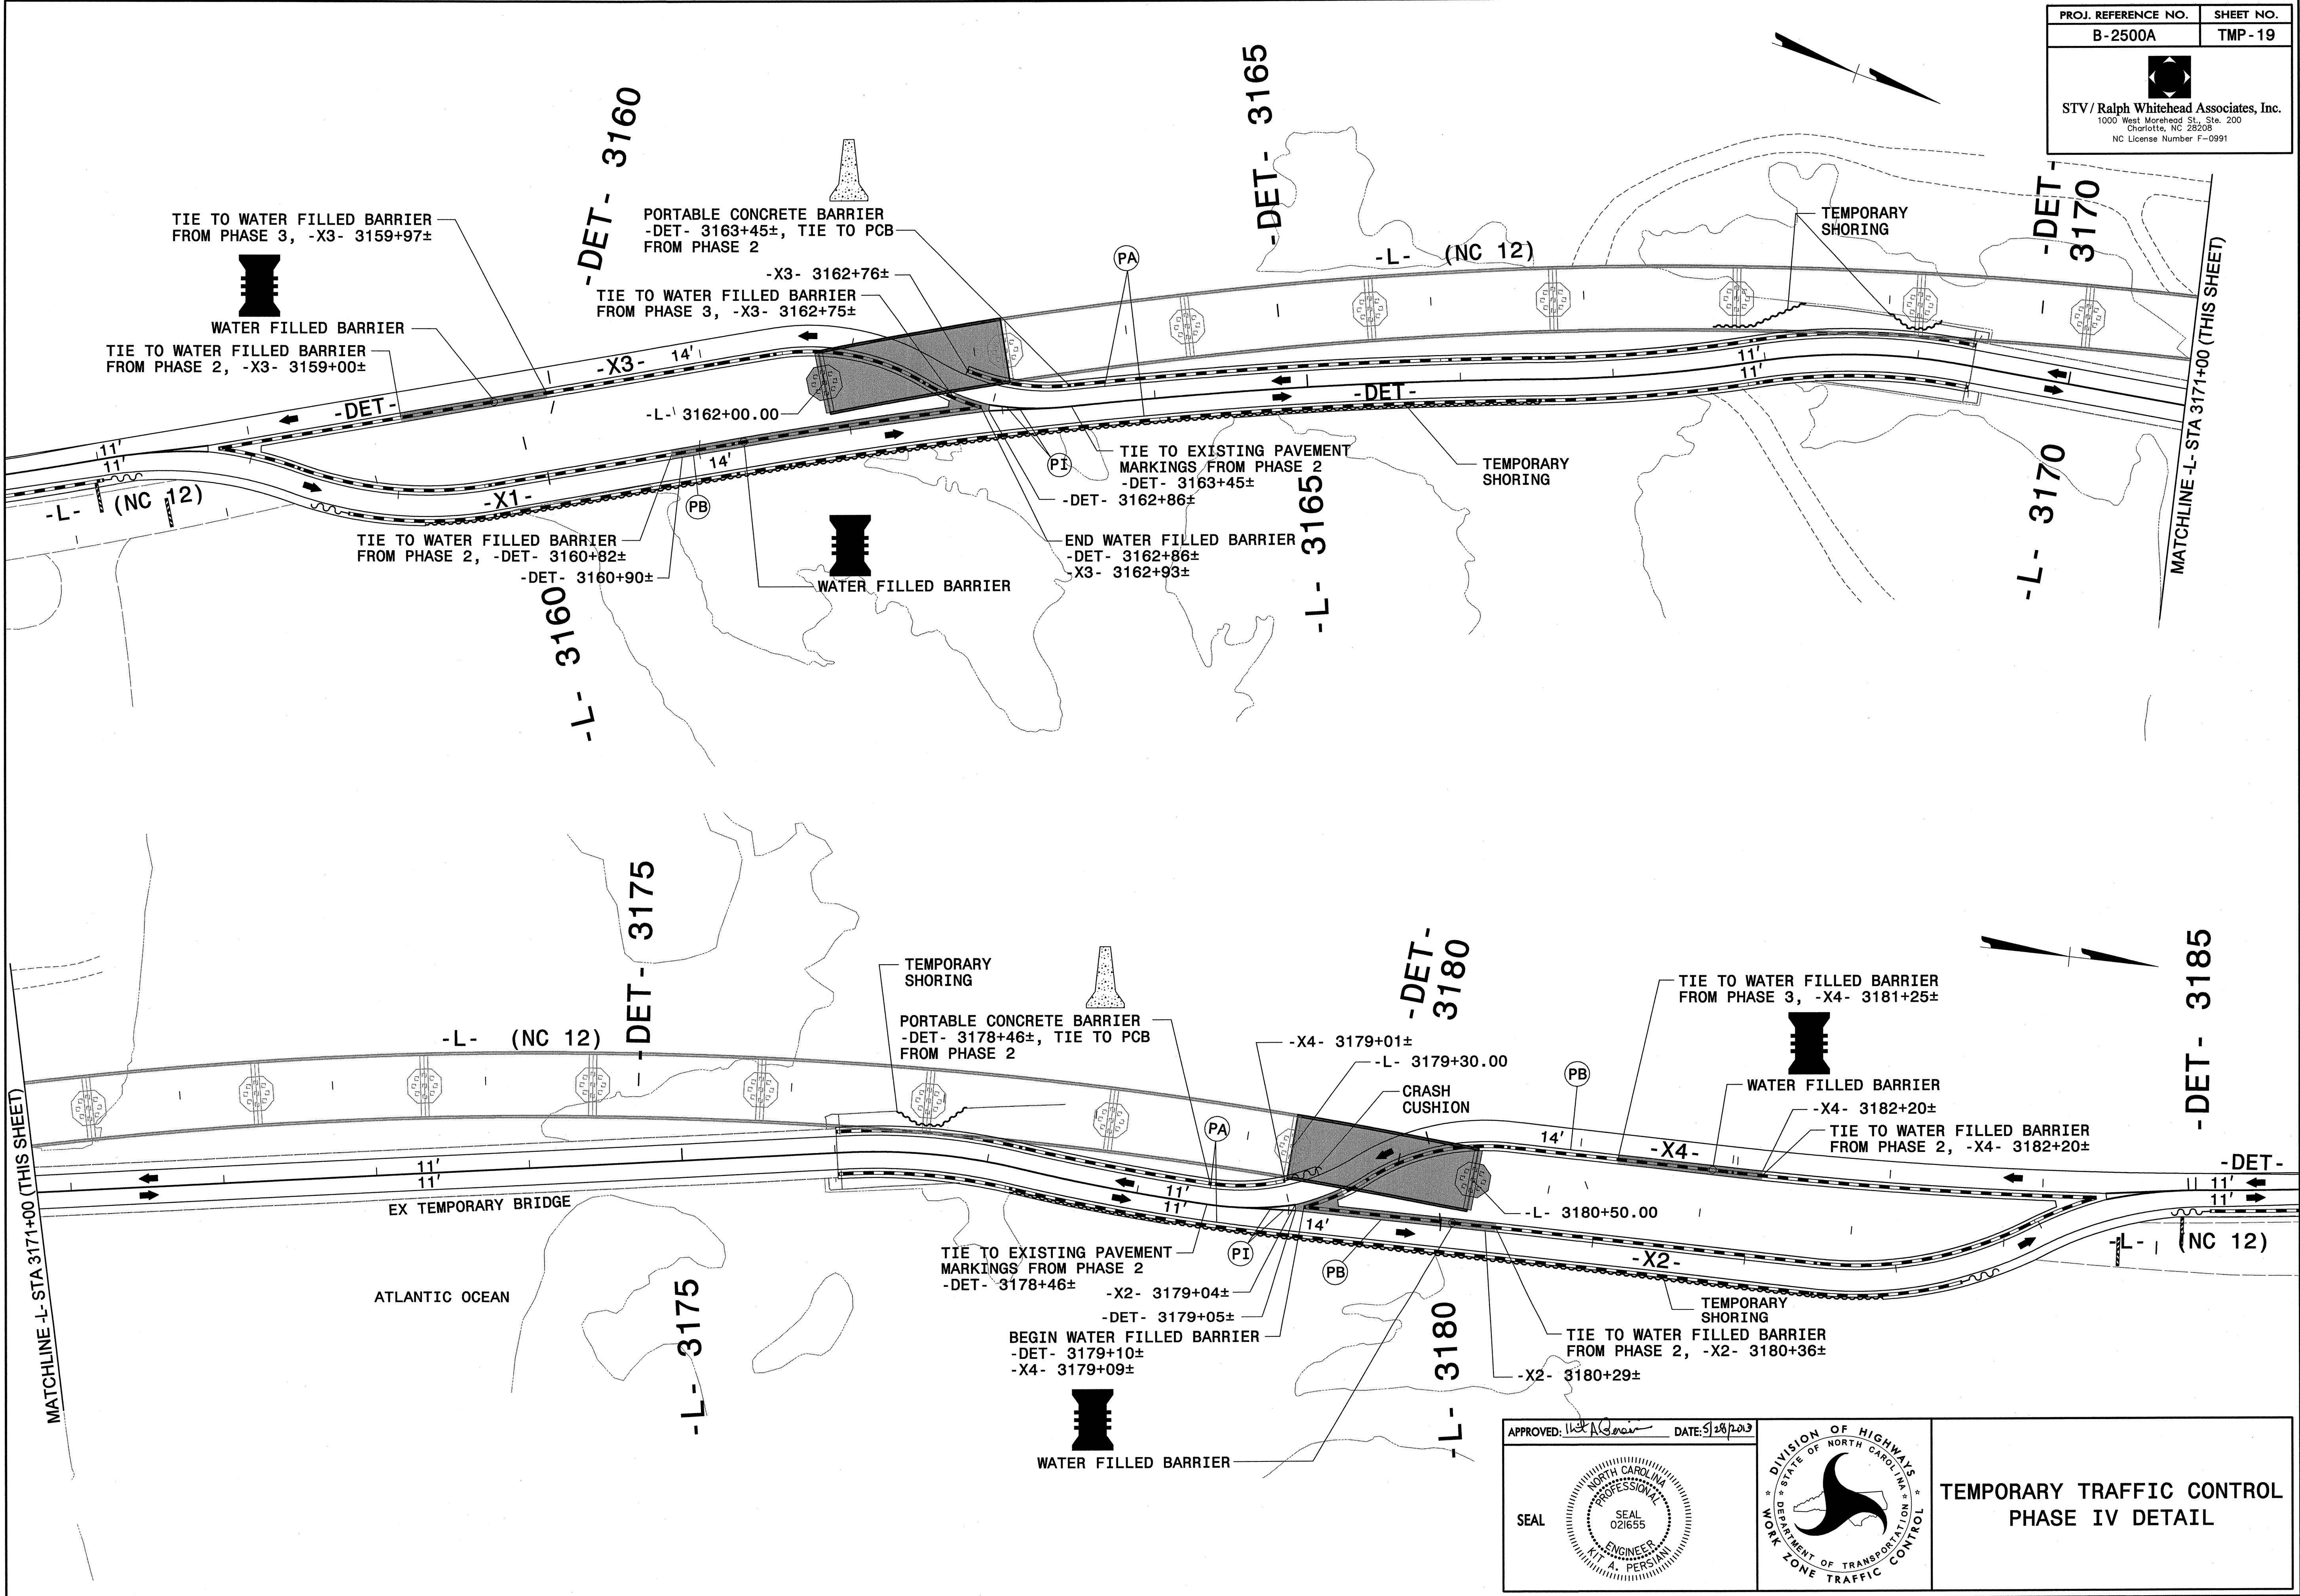 PROJ. REFERENCE NO.
SHEET NO.
B-2500A
TMP-19
STV / Ralph Whitehead Associates, Inc.
1000 West Morehead St., Ste. 200
Charlotte, NC 28208
NC License Number F-0991
-DET- 3160
-DET- 3165
-DET- 3170
TIE TO WATER FILLED BARRIER
FROM PHASE 3, -X3- 3159+97±
WATER FILLED BARRIER
TIE TO WATER FILLED BARRIER
FROM PHASE 2, -X3- 3159+00±
PORTABLE CONCRETE BARRIER
-DET- 3163+45±, TIE TO PCB
FROM PHASE 2
-X3- 3162+76±
TIE TO WATER FILLED BARRIER
FROM PHASE 3, -X3- 3162+75±
PA
-L- (NC 12)
TEMPORARY
SHORING
MATCHLINE -L- STA 3171+00 (THIS SHEET)
-X3-
14'
-DET-
11'
11'
-L- 3162+00.00
-DET-
11'
11'
-L- (NC 12)
-X1-
14'
PB
PI
TIE TO EXISTING PAVEMENT
MARKINGS FROM PHASE 2
-DET- 3163+45±
-DET- 3162+86±
TEMPORARY
SHORING
TIE TO WATER FILLED BARRIER
FROM PHASE 2, -DET- 3160+82±
-DET- 3160+90±
WATER FILLED BARRIER
END WATER FILLED BARRIER
-DET- 3162+86±
-X3- 3162+93±
-L- 3160
-L- 3165
-L- 3170
-DET- 3175
-DET- 3180
-DET- 3185
MATCHLINE -L- STA 3171+00 (THIS SHEET)
-L- (NC 12)
TEMPORARY
SHORING
PORTABLE CONCRETE BARRIER
-DET- 3178+46±, TIE TO PCB
FROM PHASE 2
-X4- 3179+01±
-L- 3179+30.00
CRASH
CUSHION
PA
PB
TIE TO WATER FILLED BARRIER
FROM PHASE 3, -X4- 3181+25±
WATER FILLED BARRIER
-X4- 3182+20±
TIE TO WATER FILLED BARRIER
FROM PHASE 2, -X4- 3182+20±
14'
-X4-
-DET-
11'
11'
11'
11'
EX TEMPORARY BRIDGE
11'
11'
14'
-L- 3180+50.00
-X2-
-L- (NC 12)
PI
PB
TIE TO EXISTING PAVEMENT
MARKINGS FROM PHASE 2
-DET- 3178+46±
-X2- 3179+04±
-DET- 3179+05±
BEGIN WATER FILLED BARRIER
-DET- 3179+10±
-X4- 3179+09±
ATLANTIC OCEAN
TEMPORARY
SHORING
TIE TO WATER FILLED BARRIER
FROM PHASE 2, -X2- 3180+36±
-X2- 3180+29±
WATER FILLED BARRIER
-L- 3175
-L- 3180
APPROVED:
DATE: 5/28/2013
SEAL
NORTH CAROLINA
PROFESSIONAL
SEAL
021655
ENGINEER
KIT A. PERSIANI
DIVISION OF HIGHWAYS
STATE OF NORTH CAROLINA
DEPARTMENT OF TRANSPORTATION
WORK ZONE TRAFFIC CONTROL
TEMPORARY TRAFFIC CONTROL
PHASE IV DETAIL